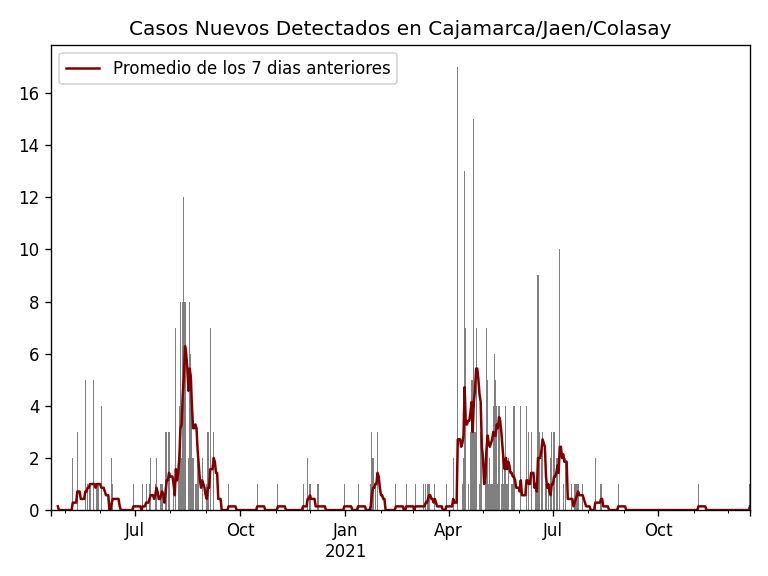 Casos Nuevos Detectados en Cajamarca/Jaen/Colasay
Promedio de los 7 dias anteriores
16
14
12
10
8
6
4
2
0
Jul
Oct
Jan
2021
Apr
Jul
Oct